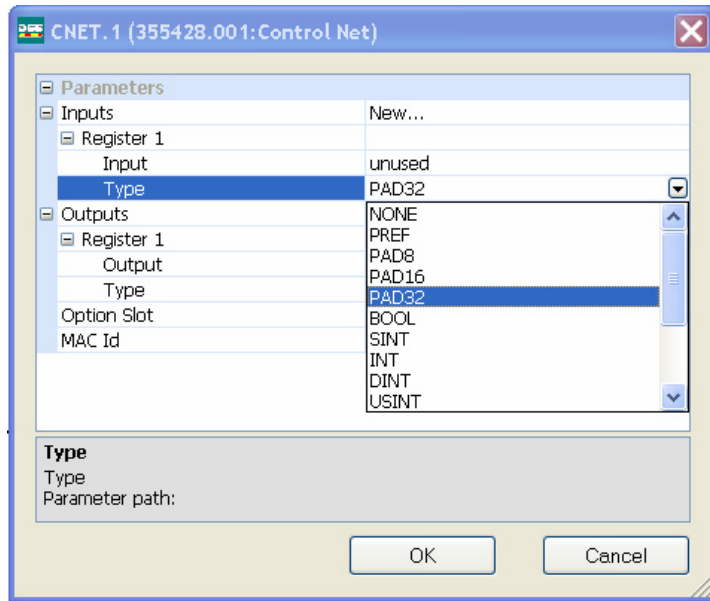 DSE CNET.1 (355428.001:Control Net)
Parameters
Inputs New...
Register 1
Input unused
Type PAD32
Outputs NONE
Register 1 PREF
PAD8
Output PAD16
Type PAD32
Option Slot BOOL
MAC Id SINT
INT
DINT
USINT
Type
Type
Parameter path:
OK Cancel